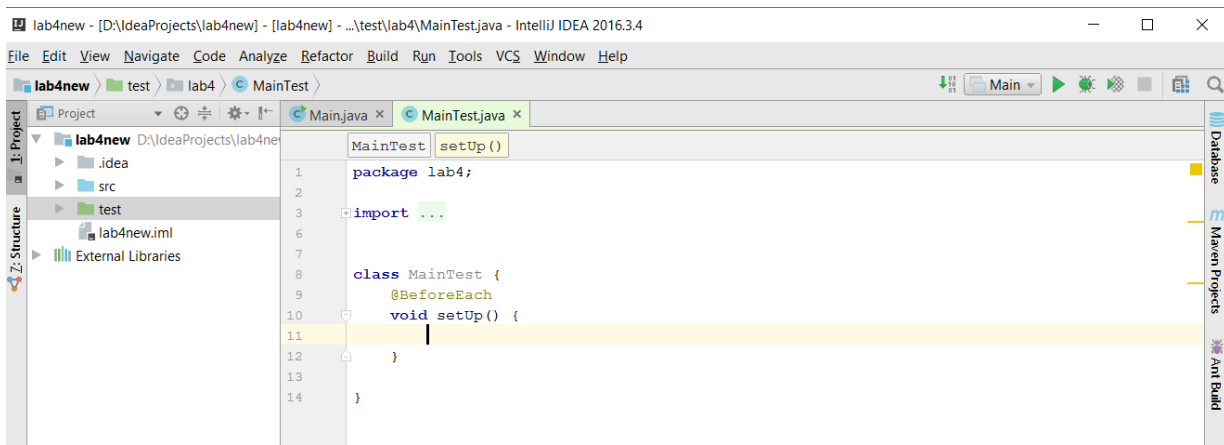 lab4new - [D:\IdeaProjects\lab4new] - [lab4new] - ...\test\lab4\MainTest.java - IntelliJ IDEA 2016.3.4
File Edit View Navigate Code Analyze Refactor Build Run Tools VCS Window Help
lab4new test lab4 MainTest Main
1: Project
Project
Main.java MainTest.java
lab4new D:\IdeaProjects\lab4ne
.idea
src
test
lab4new.iml
External Libraries
Z: Structure
MainTest setUp()
1 package lab4;
2
3 import ...
6
7
8 class MainTest {
9 @BeforeEach
10 void setUp() {
11
12 }
13
14 }
Database
m Maven Projects
Ant Build